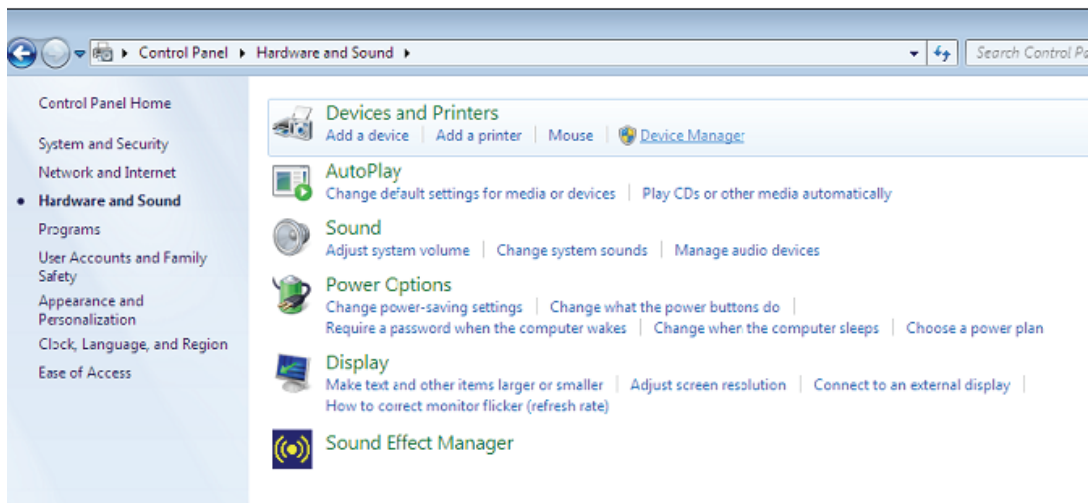 Control Panel Hardware and Sound Search Control Pa
Control Panel Home
System and Security
Network and Internet
Hardware and Sound
Programs
User Accounts and Family
Safety
Appearance and
Personalization
Clock, Language, and Region
Ease of Access
Devices and Printers
Add a device Add a printer Mouse Device Manager
AutoPlay
Change default settings for media or devices Play CDs or other media automatically
Sound
Adjust system volume Change system sounds Manage audio devices
Power Options
Change power-saving settings Change what the power buttons do
Require a password when the computer wakes Change when the computer sleeps Choose a power plan
Display
Make text and other items larger or smaller Adjust screen resolution Connect to an external display
How to correct monitor flicker (refresh rate)
Sound Effect Manager